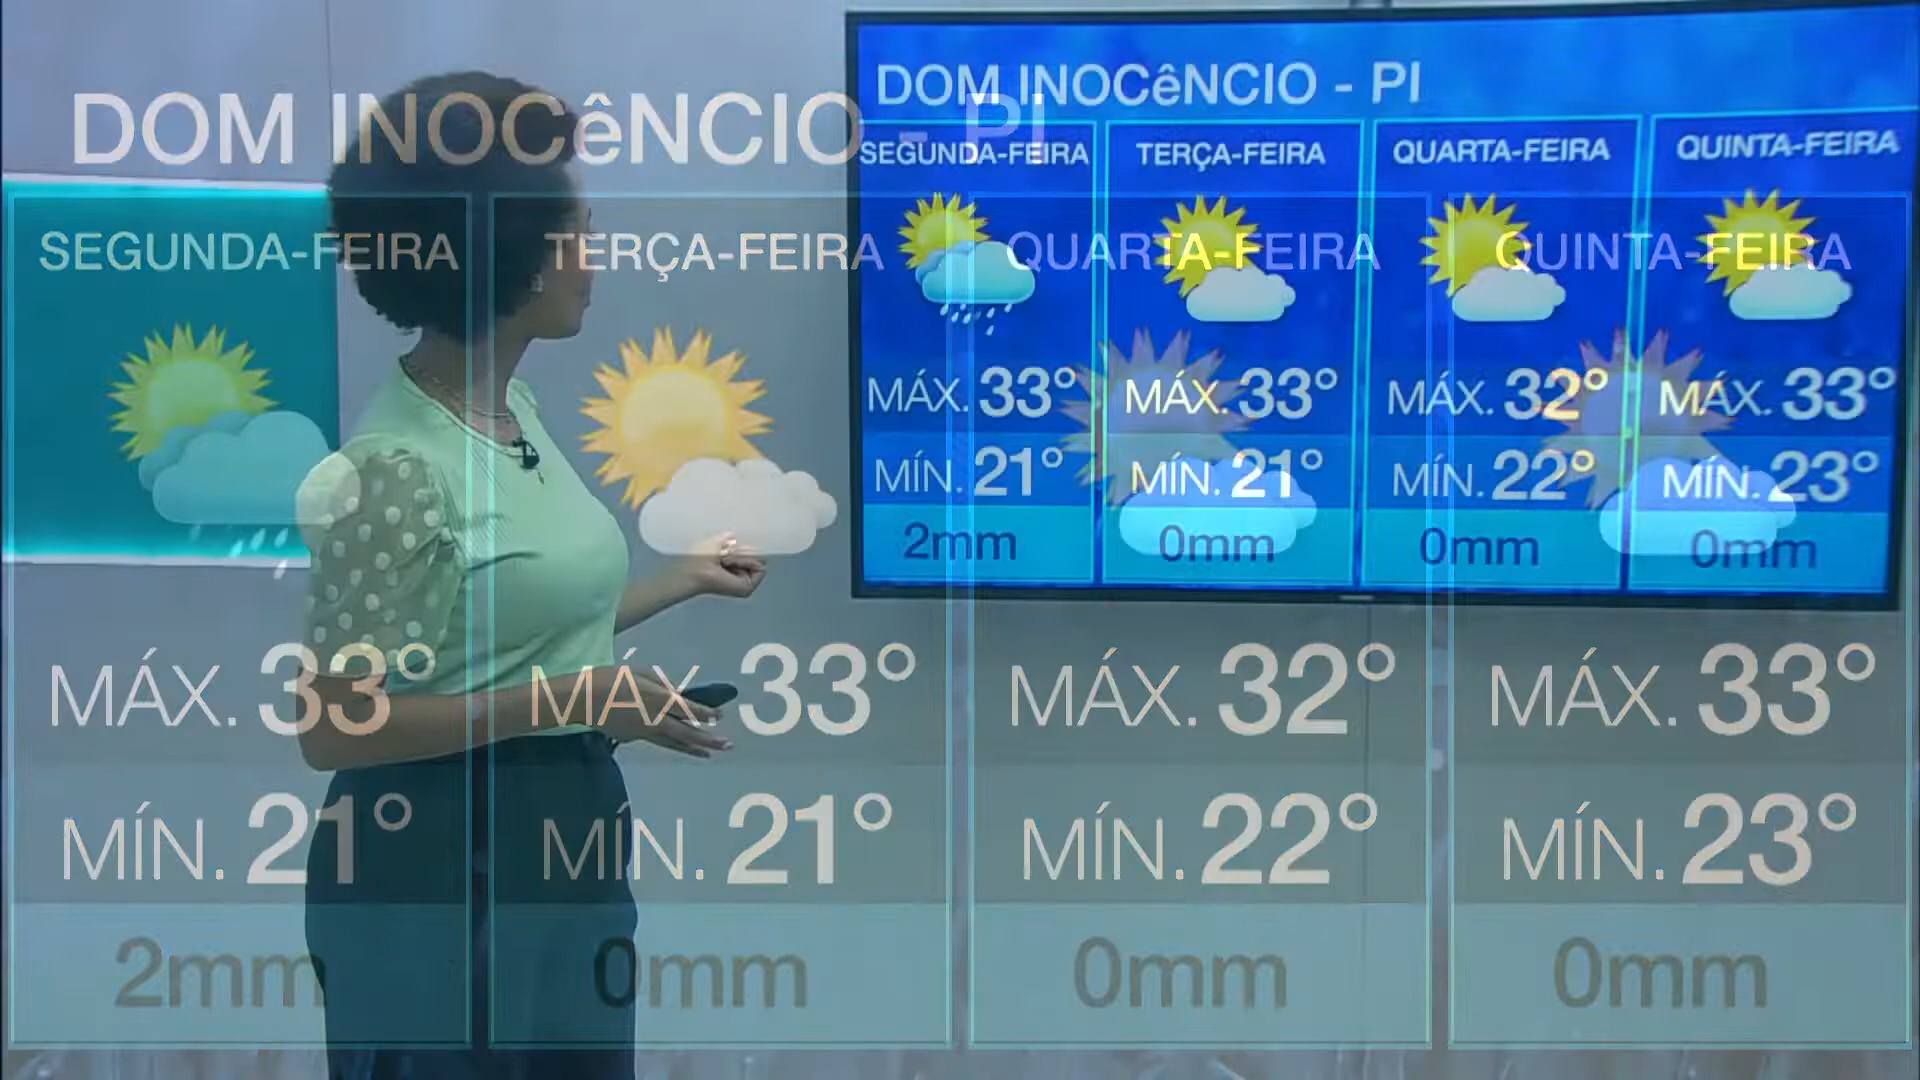 DOM INOCêNCIO - PI
SEGUNDA-FEIRA TERÇA-FEIRA QUARTA-FEIRA QUINTA-FEIRA
MÁX. 33° MÁX. 33° MÁX. 32° MÁX. 33°
MÍN. 21° MÍN. 21° MÍN. 22° MÍN. 23°
2mm 0mm 0mm 0mm
DOM INOCêNCIO - PI
SEGUNDA-FEIRA TERÇA-FEIRA QUARTA-FEIRA QUINTA-FEIRA
MÁX. 33° MÁX. 33° MÁX. 32° MÁX. 33°
MÍN. 21° MÍN. 21° MÍN. 22° MÍN. 23°
2mm 0mm 0mm 0mm